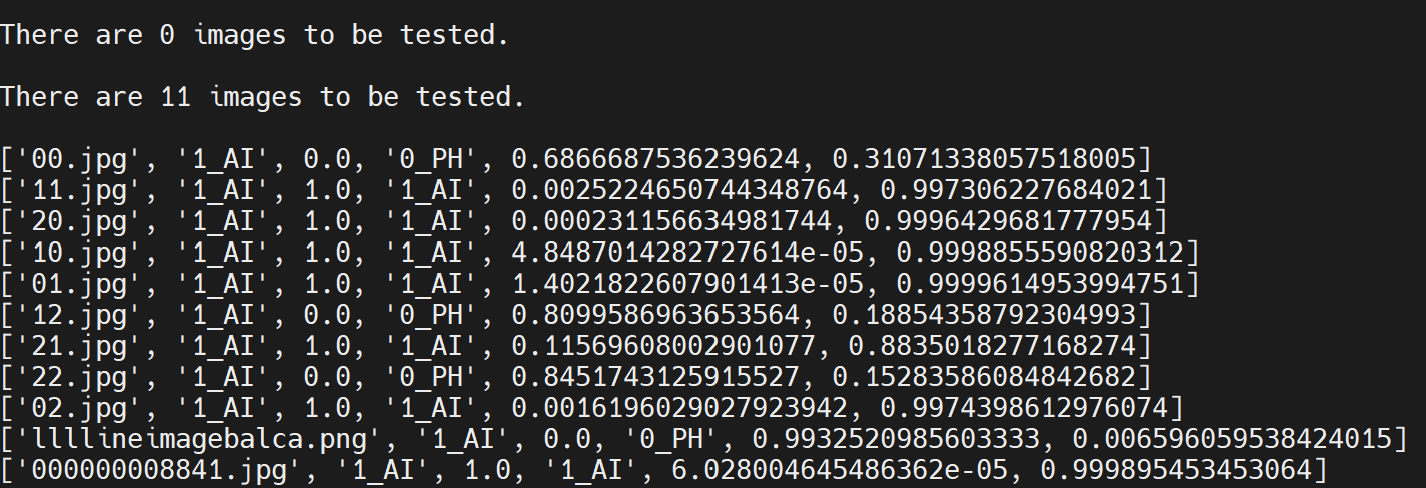 There are 0 images to be tested.
There are 11 images to be tested.
['00.jpg', '1_AI', 0.0, '0_PH', 0.6866687536239624, 0.31071338057518005]
['11.jpg', '1_AI', 1.0, '1_AI', 0.0025224650744348764, 0.997306227684021]
['20.jpg', '1_AI', 1.0, '1_AI', 0.000231156634981744, 0.9996429681777954]
['10.jpg', '1_AI', 1.0, '1_AI', 4.8487014282727614e-05, 0.9998855590820312]
['01.jpg', '1_AI', 1.0, '1_AI', 1.4021822607901413e-05, 0.9999614953994751]
['12.jpg', '1_AI', 0.0, '0_PH', 0.8099586963653564, 0.18854358792304993]
['21.jpg', '1_AI', 1.0, '1_AI', 0.11569608002901077, 0.8835018277168274]
['22.jpg', '1_AI', 0.0, '0_PH', 0.8451743125915527, 0.15283586084842682]
['02.jpg', '1_AI', 1.0, '1_AI', 0.0016196029027923942, 0.9974398612976074]
['llllineimagebalca.png', '1_AI', 0.0, '0_PH', 0.9932520985603333, 0.006596059538424015]
['000000008841.jpg', '1_AI', 1.0, '1_AI', 6.028004645486362e-05, 0.999895453453064]